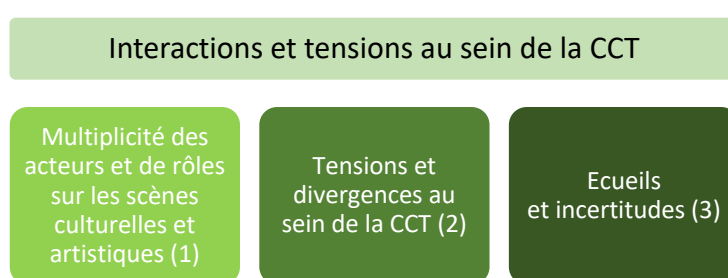 Interactions et tensions au sein de la CCT
Multiplicité des
acteurs et de rôles
sur les scènes
culturelles et
artistiques (1)
Tensions et
divergences au
sein de la CCT (2)
Ecueils
et incertitudes (3)